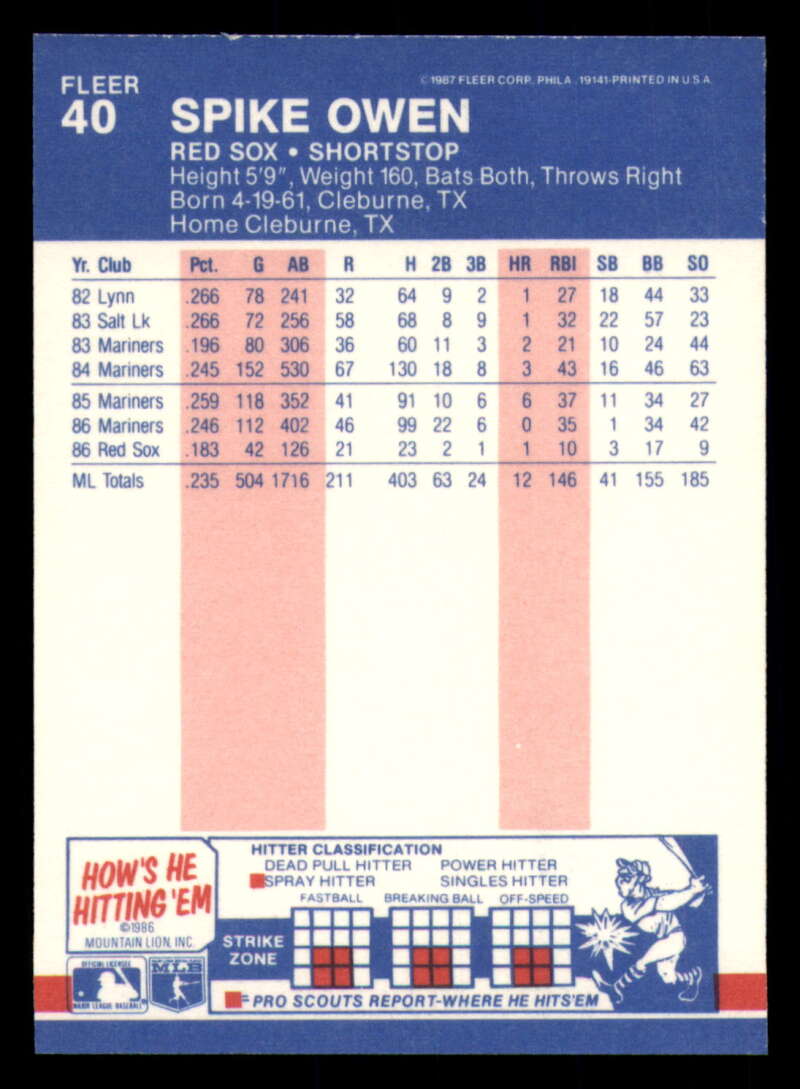 FLEER
40
©1987 FLEER CORP. PHILA. 19141-PRINTED IN U.S.A.
SPIKE OWEN
RED SOX • SHORTSTOP
Height 5'9", Weight 160, Bats Both, Throws Right
Born 4-19-61, Cleburne, TX
Home Cleburne, TX
Yr. Club Pct. G AB R H 2B 3B HR RBI SB BB SO
82 Lynn .266 78 241 32 64 9 2 1 27 18 44 33
83 Salt Lk .266 72 256 58 68 8 9 1 32 22 57 23
83 Mariners .196 80 306 36 60 11 3 2 21 10 24 44
84 Mariners .245 152 530 67 130 18 8 3 43 16 46 63
85 Mariners .259 118 352 41 91 10 6 6 37 11 34 27
86 Mariners .246 112 402 46 99 22 6 0 35 1 34 42
86 Red Sox .183 42 126 21 23 2 1 1 10 3 17 9
ML Totals .235 504 1716 211 403 63 24 12 146 41 155 185
HOW'S HE
HITTING 'EM
©1986
MOUNTAIN LION, INC.
HITTER CLASSIFICATION
DEAD PULL HITTER POWER HITTER
SPRAY HITTER SINGLES HITTER
FASTBALL BREAKING BALL OFF-SPEED
STRIKE
ZONE
OFFICIAL LICENSEE
MAJOR LEAGUE BASEBALL
MLB
=PRO SCOUTS REPORT-WHERE HE HITS'EM